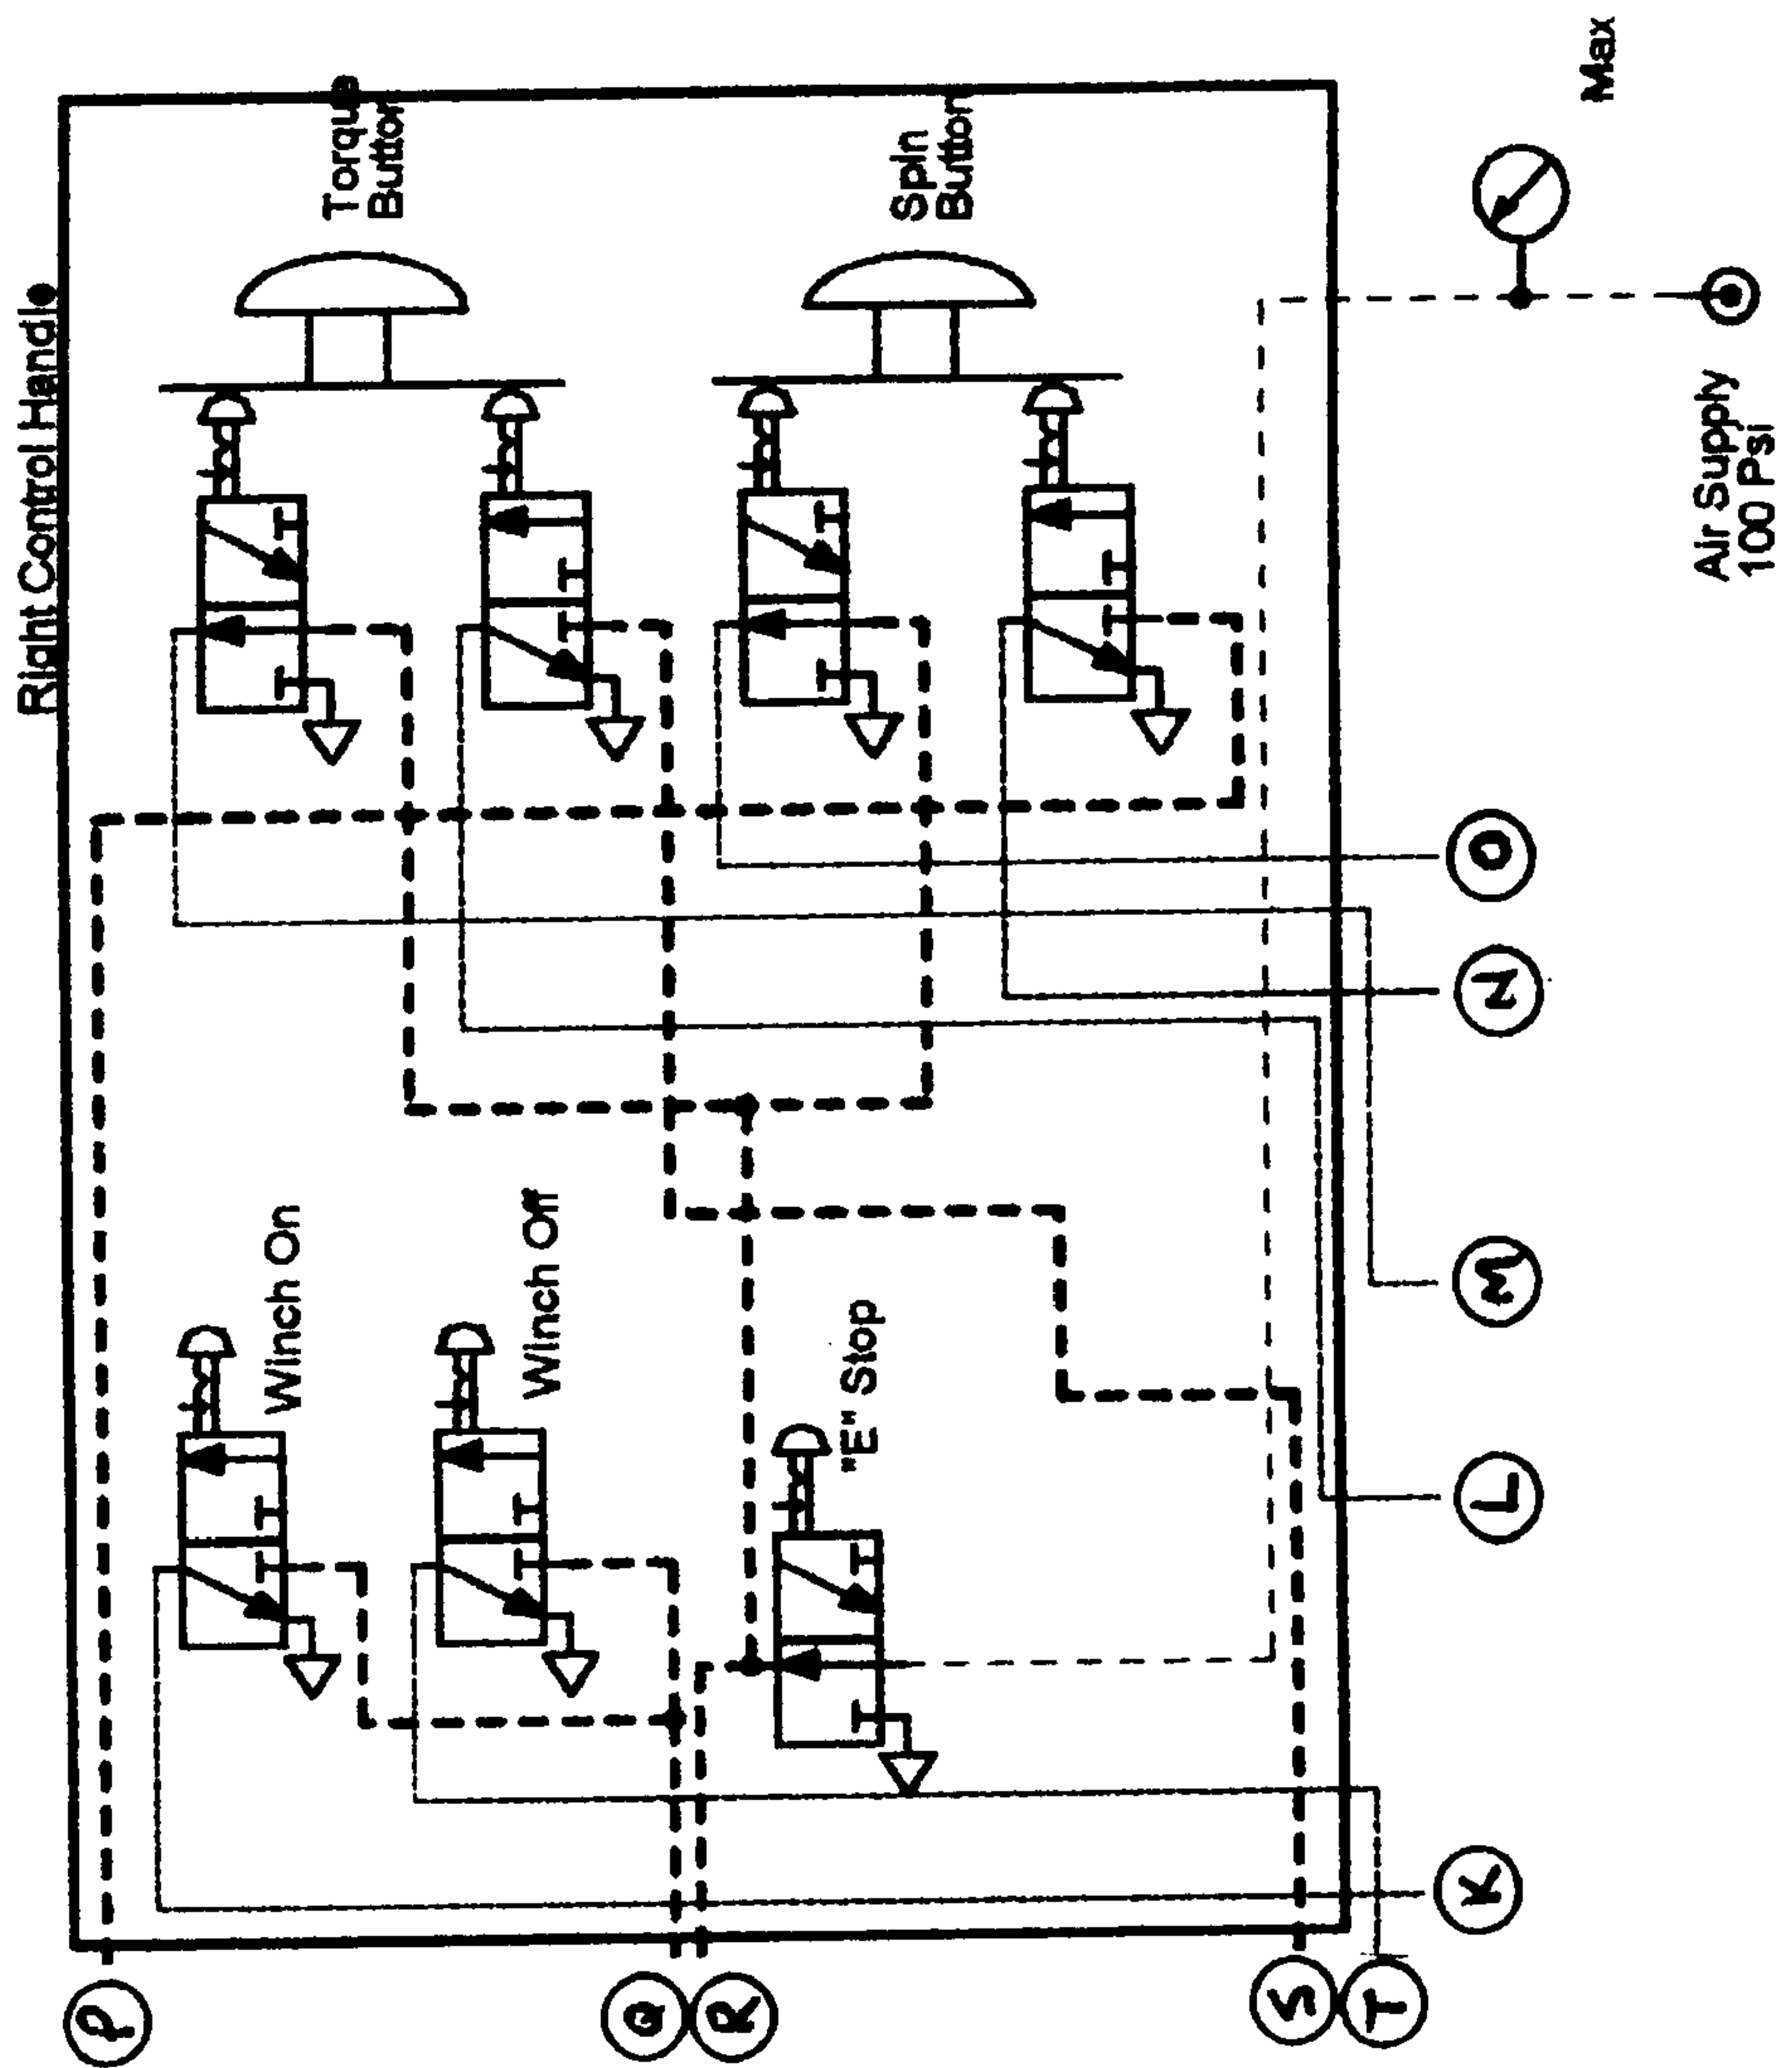 Right Control Handle
Torque
Button
Spin
Button
Max
Air Supply
100 Psi
Winch On
Winch Off
"E" Stop
O
N
M
L
K
P
Q
R
S
T